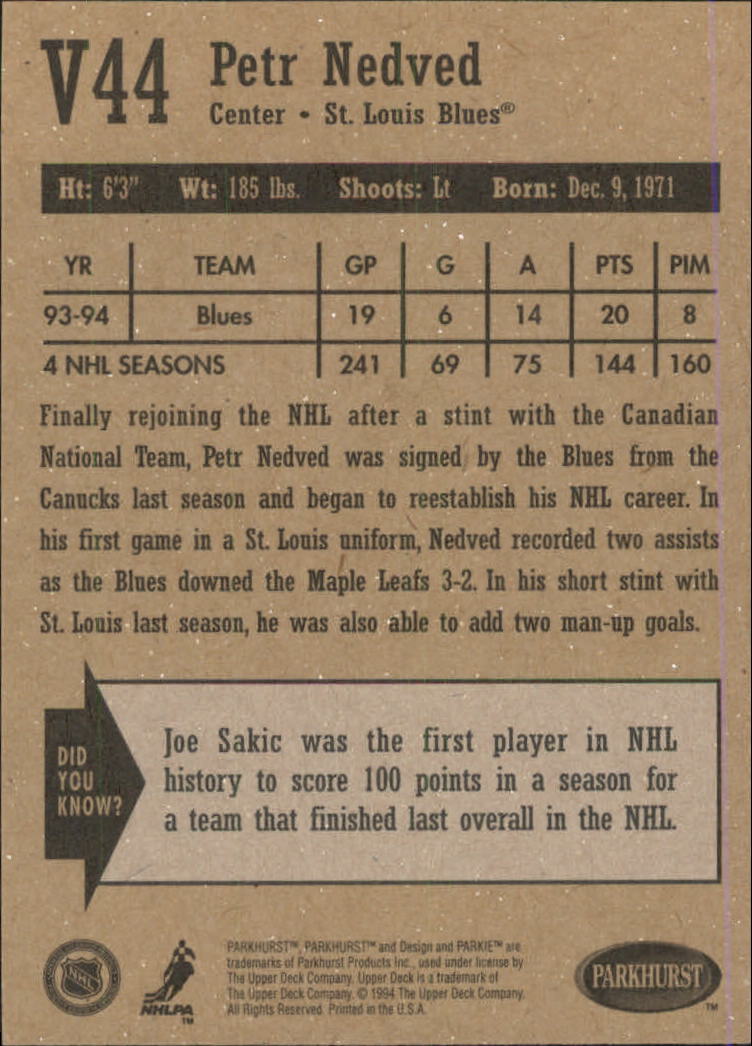 V44
Petr Nedved
Center • St. Louis Blues®
Ht: 6'3" Wt: 185 lbs. Shoots: Lt Born: Dec. 9, 1971
YR TEAM GP G A PTS PIM
93-94 Blues 19 6 14 20 8
4 NHL SEASONS 241 69 75 144 160
Finally rejoining the NHL after a stint with the Canadian
National Team, Petr Nedved was signed by the Blues from the
Canucks last season and began to reestablish his NHL career. In
his first game in a St. Louis uniform, Nedved recorded two assists
as the Blues downed the Maple Leafs 3-2. In his short stint with
St. Louis last season, he was also able to add two man-up goals.
DID
YOU
KNOW?
Joe Sakic was the first player in NHL
history to score 100 points in a season for
a team that finished last overall in the NHL.
NHL
NHLPA
TM
PARKHURST™, PARKHURST™ and Design and PARKIE™ are
trademarks of Parkhurst Products Inc., used under license by
The Upper Deck Company. Upper Deck is a trademark of
The Upper Deck Company. © 1994 The Upper Deck Company.
All Rights Reserved. Printed in the U.S.A.
PARKHURST
TM